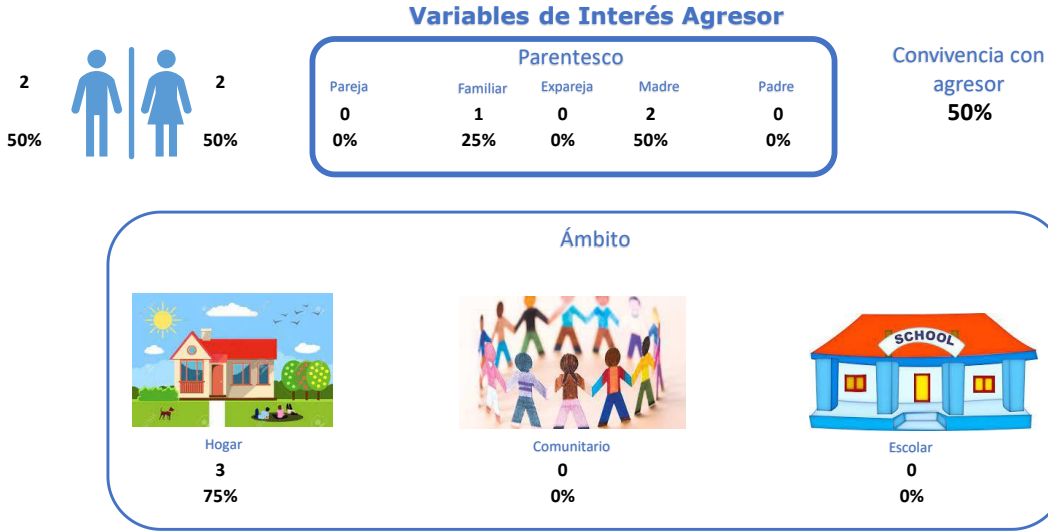 Variables de Interés Agresor
2
50%
2
50%
Parentesco
Pareja Familiar Expareja Madre Padre
0 1 0 2 0
0% 25% 0% 50% 0%
Convivencia con
agresor
50%
Ámbito
SCHOOL
Hogar Comunitario Escolar
3 0 0
75% 0% 0%